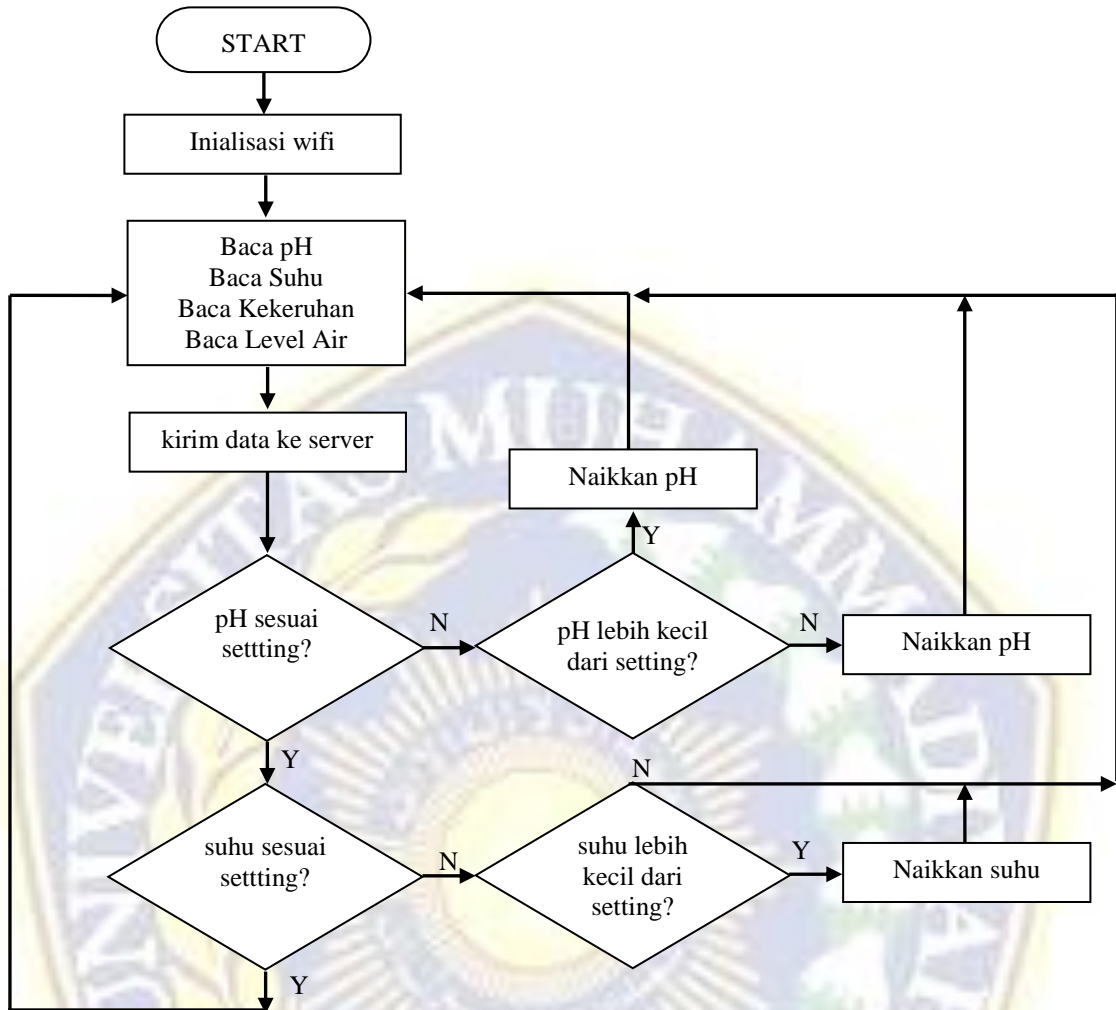 START
Inialisasi wifi
Baca pH
Baca Suhu
Baca Kekeruhan
Baca Level Air
kirim data ke server
Naikkan pH
Y
pH sesuai
settting?
N
pH lebih kecil
dari setting?
N
Naikkan pH
Y
N
suhu sesuai
settting?
N
suhu lebih
kecil dari
setting?
Y
Naikkan suhu
Y
UNIVERSITAS MUHAMMADIYAH